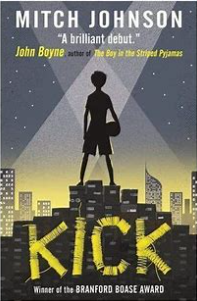 MITCH JOHNSON
"A brilliant debut."
John Boyne author of The Boy in the Striped Pyjamas
KICK
Winner of the BRANFORD BOASE AWARD